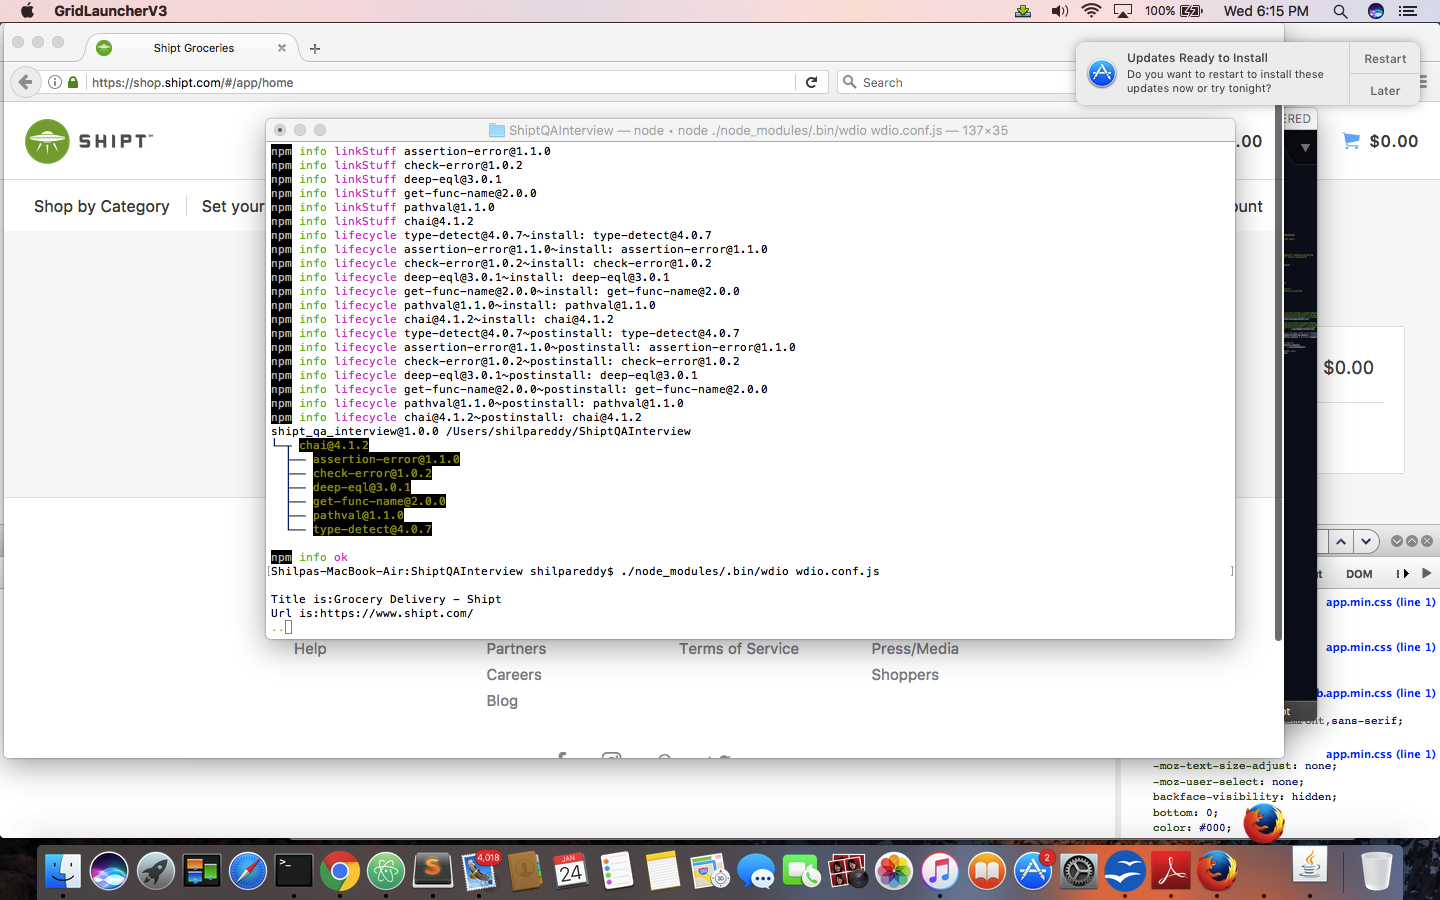 GridLauncherV3
100%
Wed 6:15 PM
Shipt Groceries
https://shop.shipt.com/#/app/home
Search
Updates Ready to Install
Do you want to restart to install these
updates now or try tonight?
Restart
Later
SHIPT
ERED
.00
$0.00
Shop by Category
Set your
ount
$0.00
ShiptQAInterview — node ◂ node ./node_modules/.bin/wdio wdio.conf.js — 137×35
npm info linkStuff assertion-error@1.1.0
npm info linkStuff check-error@1.0.2
npm info linkStuff deep-eql@3.0.1
npm info linkStuff get-func-name@2.0.0
npm info linkStuff pathval@1.1.0
npm info linkStuff chai@4.1.2
npm info lifecycle type-detect@4.0.7~install: type-detect@4.0.7
npm info lifecycle assertion-error@1.1.0~install: assertion-error@1.1.0
npm info lifecycle check-error@1.0.2~install: check-error@1.0.2
npm info lifecycle deep-eql@3.0.1~install: deep-eql@3.0.1
npm info lifecycle get-func-name@2.0.0~install: get-func-name@2.0.0
npm info lifecycle pathval@1.1.0~install: pathval@1.1.0
npm info lifecycle chai@4.1.2~install: chai@4.1.2
npm info lifecycle type-detect@4.0.7~postinstall: type-detect@4.0.7
npm info lifecycle assertion-error@1.1.0~postinstall: assertion-error@1.1.0
npm info lifecycle check-error@1.0.2~postinstall: check-error@1.0.2
npm info lifecycle deep-eql@3.0.1~postinstall: deep-eql@3.0.1
npm info lifecycle get-func-name@2.0.0~postinstall: get-func-name@2.0.0
npm info lifecycle pathval@1.1.0~postinstall: pathval@1.1.0
npm info lifecycle chai@4.1.2~postinstall: chai@4.1.2
shipt_qa_interview@1.0.0 /Users/shilpareddy/ShiptQAInterview
└─┬ chai@4.1.2
  ├── assertion-error@1.1.0
  ├── check-error@1.0.2
  ├── deep-eql@3.0.1
  ├── get-func-name@2.0.0
  ├── pathval@1.1.0
  └── type-detect@4.0.7
npm info ok
[Shilpas-MacBook-Air:ShiptQAInterview shilpareddy$ ./node_modules/.bin/wdio wdio.conf.js ]
Title is:Grocery Delivery - Shipt
Url is:https://www.shipt.com/
..
Help
Partners
Terms of Service
Press/Media
Careers
Shoppers
Blog
DOM
app.min.css (line 1)
app.min.css (line 1)
b.app.min.css (line 1)
,sans-serif;
app.min.css (line 1)
-moz-text-size-adjust: none;
-moz-user-select: none;
backface-visibility: hidden;
bottom: 0;
color: #000;
4,018
JAN
24
2